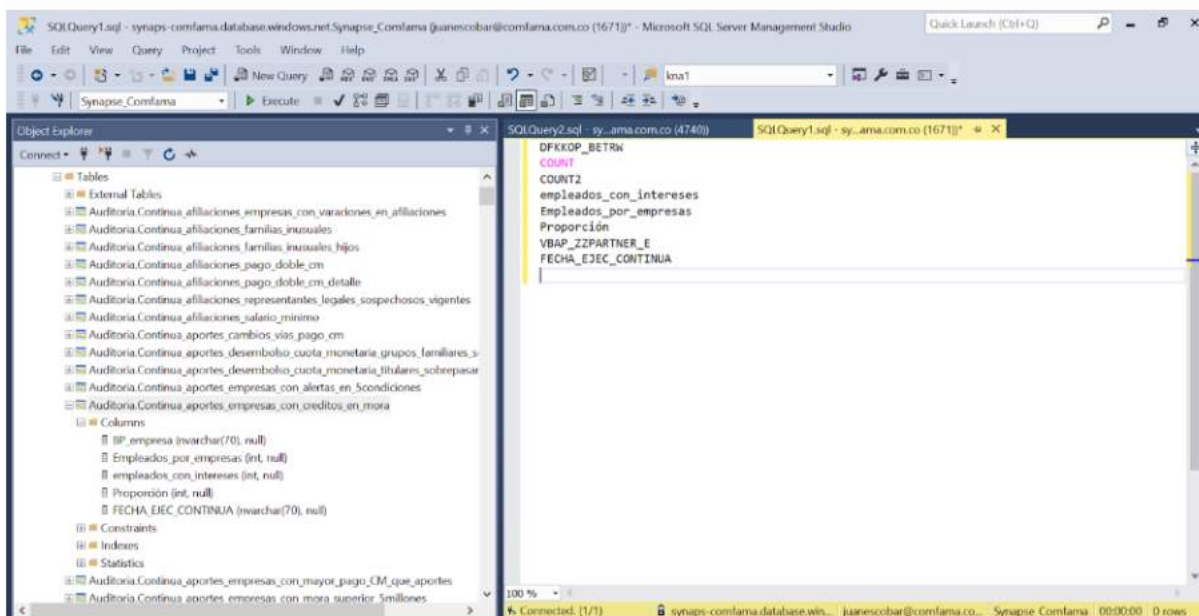 SQLQuery1.sql - synaps-comfama.database.windows.net.Synapse_Comfama (juanescobar@comfama.com.co (1671))* - Microsoft SQL Server Management Studio
Quick Launch (Ctrl+Q)
File Edit View Query Project Tools Window Help
New Query
kna1
Synapse_Comfama
Execute
Object Explorer
SQLQuery2.sql - sy...ama.com.co (4740))
SQLQuery1.sql - sy...ama.com.co (1671))*
Connect
Tables
External Tables
Auditoria.Continua_afiliaciones_empresas_con_varaciones_en_afiliaciones
Auditoria.Continua_afiliaciones_familias_inusuales
Auditoria.Continua_afiliaciones_familias_inusuales_hijos
Auditoria.Continua_afiliaciones_pago_doble_cm
Auditoria.Continua_afiliaciones_pago_doble_cm_detalle
Auditoria.Continua_afiliaciones_representantes_legales_sospechosos_vigentes
Auditoria.Continua_afiliaciones_salario_minimo
Auditoria.Continua_aportes_cambios_vias_pago_cm
Auditoria.Continua_aportes_desembolso_cuota_monetaria_grupos_familiares_s
Auditoria.Continua_aportes_desembolso_cuota_monetaria_titulares_sobrepasar
Auditoria.Continua_aportes_empresas_con_alertas_en_5condiciones
Auditoria.Continua_aportes_empresas_con_creditos_en_mora
Columns
BP_empresa (nvarchar(70), null)
Empleados_por_empresas (int, null)
empleados_con_intereses (int, null)
Proporción (int, null)
FECHA_EJEC_CONTINUA (nvarchar(70), null)
Constraints
Indexes
Statistics
Auditoria.Continua_aportes_empresas_con_mayor_pago_CM_que_aportes
Auditoria.Continua_aportes_empresas_con_mora_superior_5millones
DFKKOP_BETRW
COUNT
COUNT2
empleados_con_intereses
Empleados_por_empresas
Proporción
VBAP_ZZPARTNER_E
FECHA_EJEC_CONTINUA
100 %
Connected. (1/1)
synaps-comfama.database.win...
juanescobar@comfama.co...
Synapse_Comfama
00:00:00
0 rows